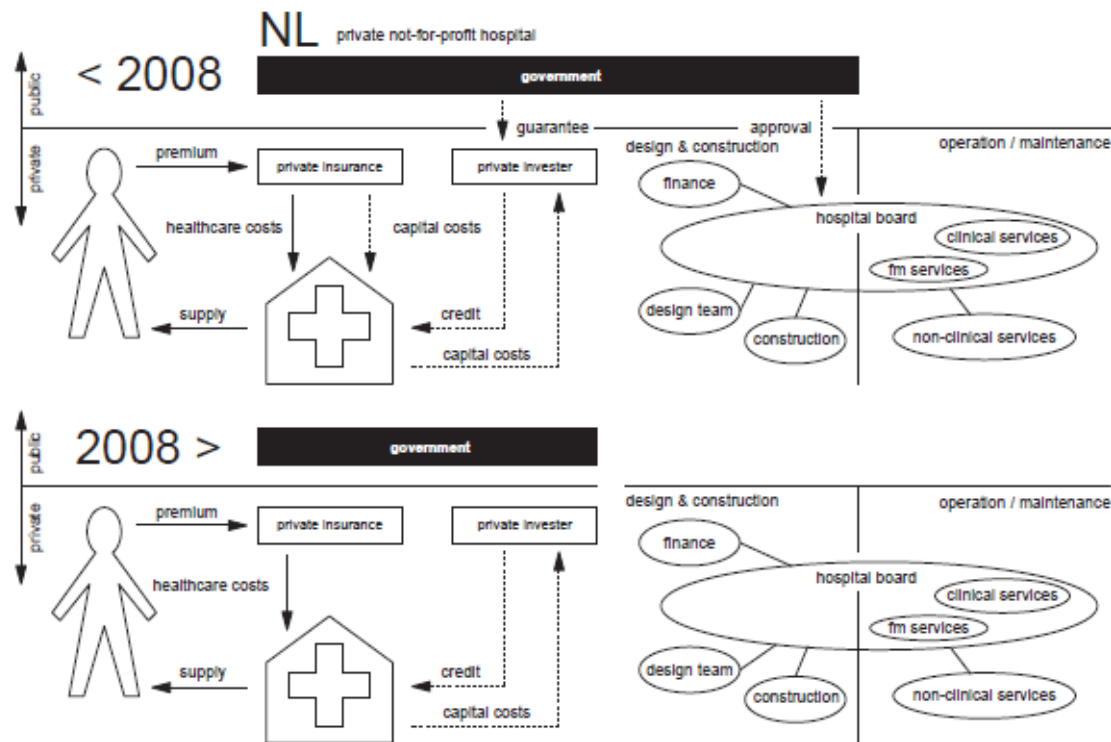 NL private not-for-profit hospital
< 2008
public
private
government
guarantee
approval
premium
private insurance
private invester
healthcare costs
capital costs
supply
credit
capital costs
design & construction
operation / maintenance
finance
hospital board
clinical services
fm services
design team
construction
non-clinical services
2008 >
public
private
government
premium
private insurance
private invester
healthcare costs
supply
credit
capital costs
design & construction
operation / maintenance
finance
hospital board
clinical services
fm services
design team
construction
non-clinical services